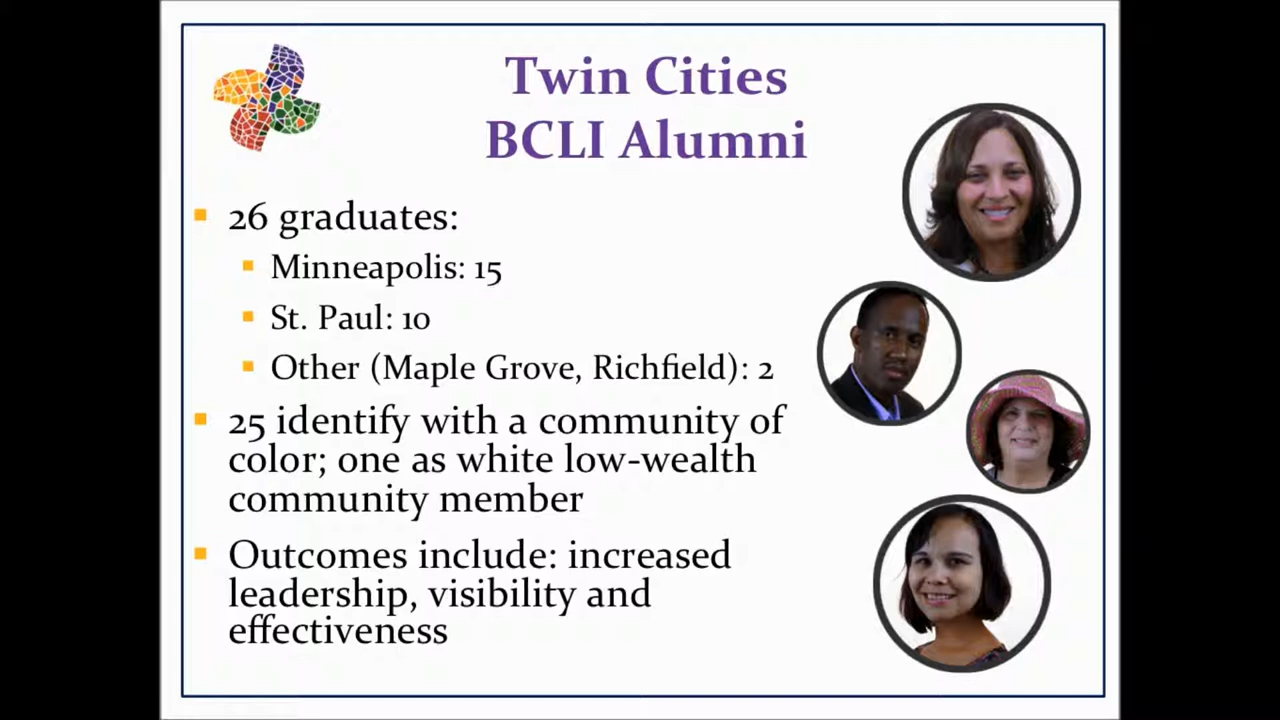 Twin Cities
BCLI Alumni
26 graduates:
Minneapolis: 15
St. Paul: 10
Other (Maple Grove, Richfield): 2
25 identify with a community of
color; one as white low-wealth
community member
Outcomes include: increased
leadership, visibility and
effectiveness